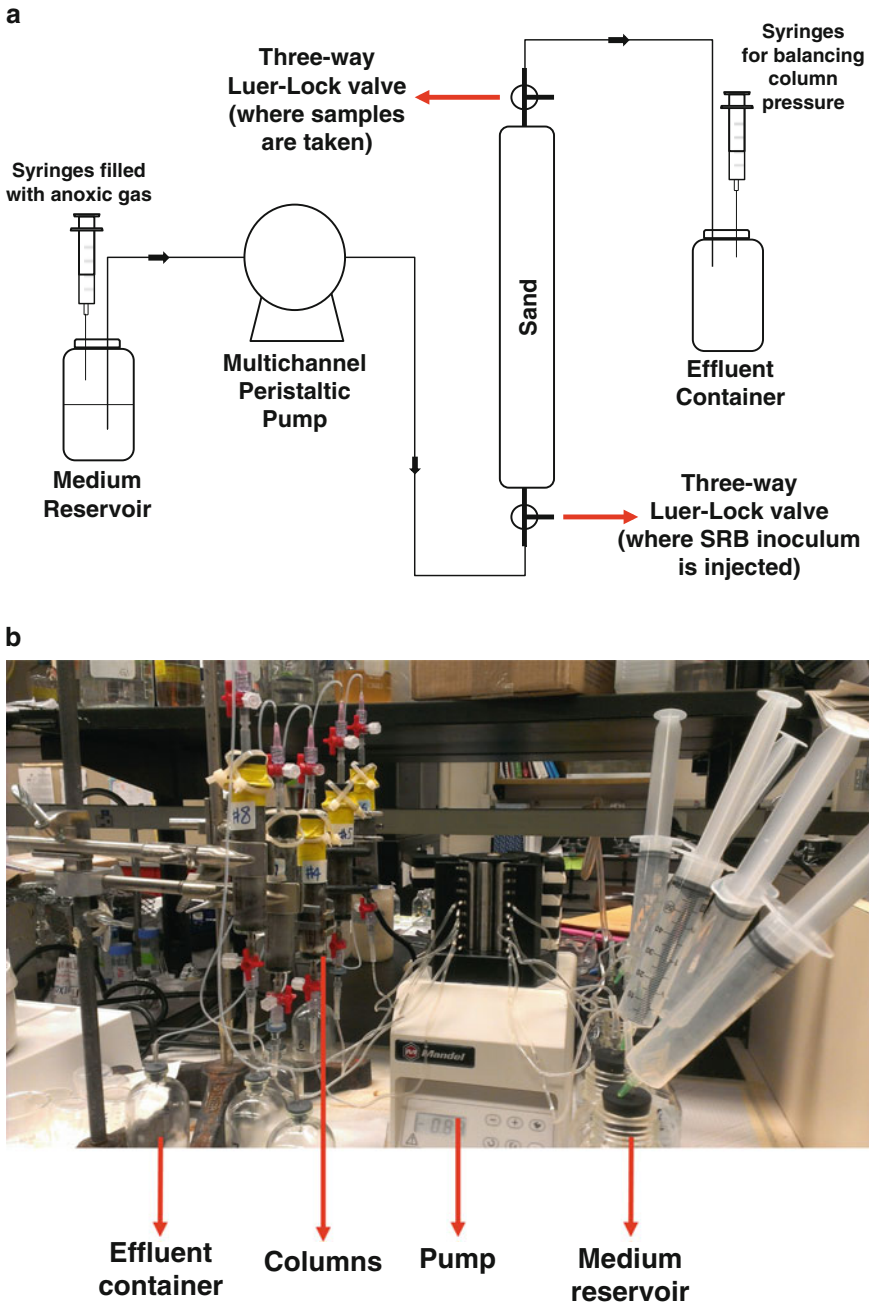 a
Three-way
Luer-Lock valve
(where samples
are taken)
Syringes
for balancing
column
pressure
Syringes filled
with anoxic gas
Sand
Multichannel
Peristaltic
Pump
Medium
Reservoir
Effluent
Container
Three-way
Luer-Lock valve
(where SRB inoculum
is injected)
b
#8
#4
Mandel
Effluent
container
Columns
Pump
Medium
reservoir